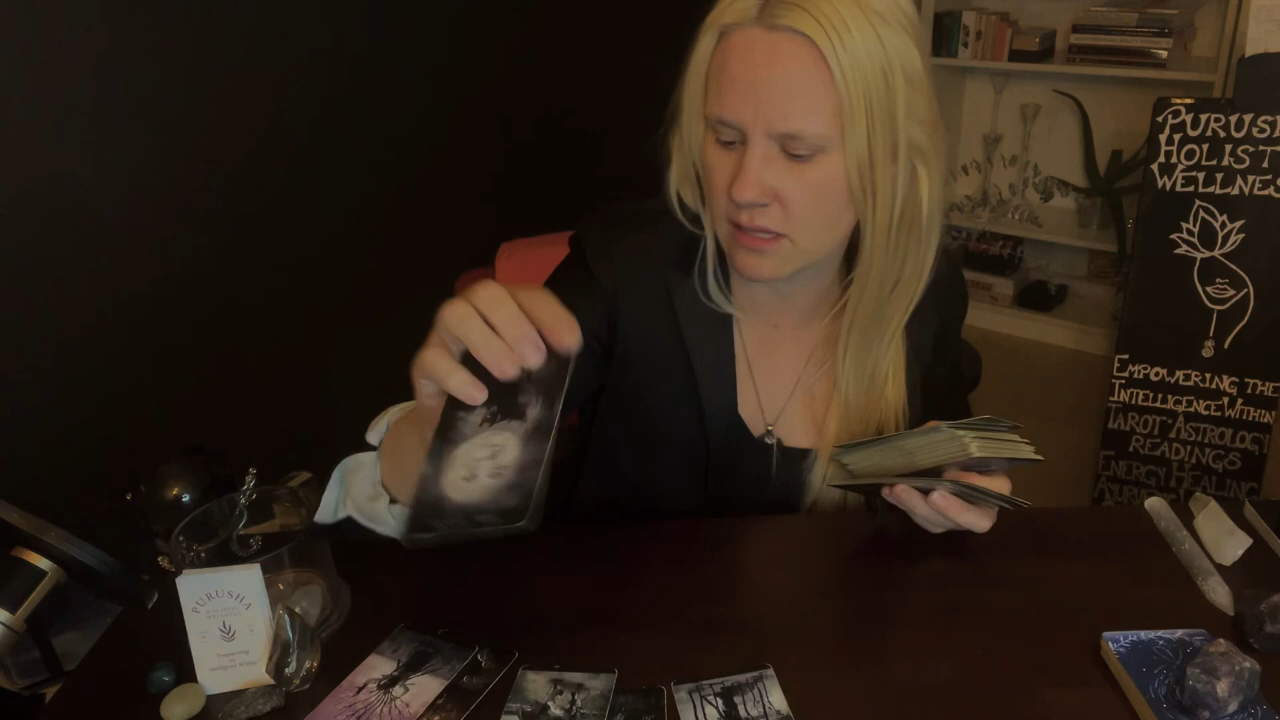 PURUSH
HOLIST
WELLNES
EMPOWERING THE
INTELLIGENCE WITHIN
TAROT · ASTROLOGY
READINGS
ENERGY HEALING
PURUSHA